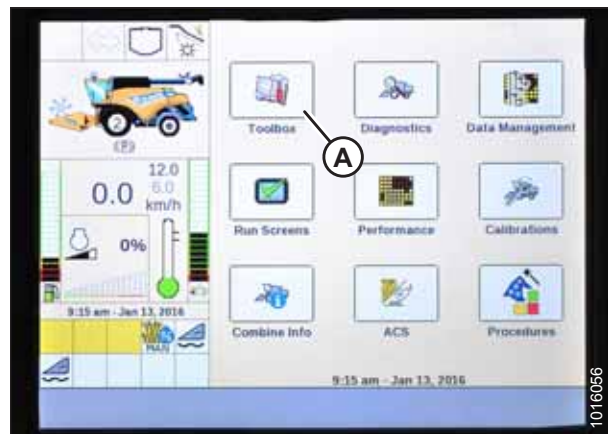 Toolbox
Diagnostics
Data Management
A
2
(P)
12.0
0.0
6.0
km/h
Run Screens
Performance
Calibrations
0%
9:15 am - Jan 13, 2016
MAN
Combine Info
ACS
Procedures
9:15 am - Jan 13, 2016
1016056